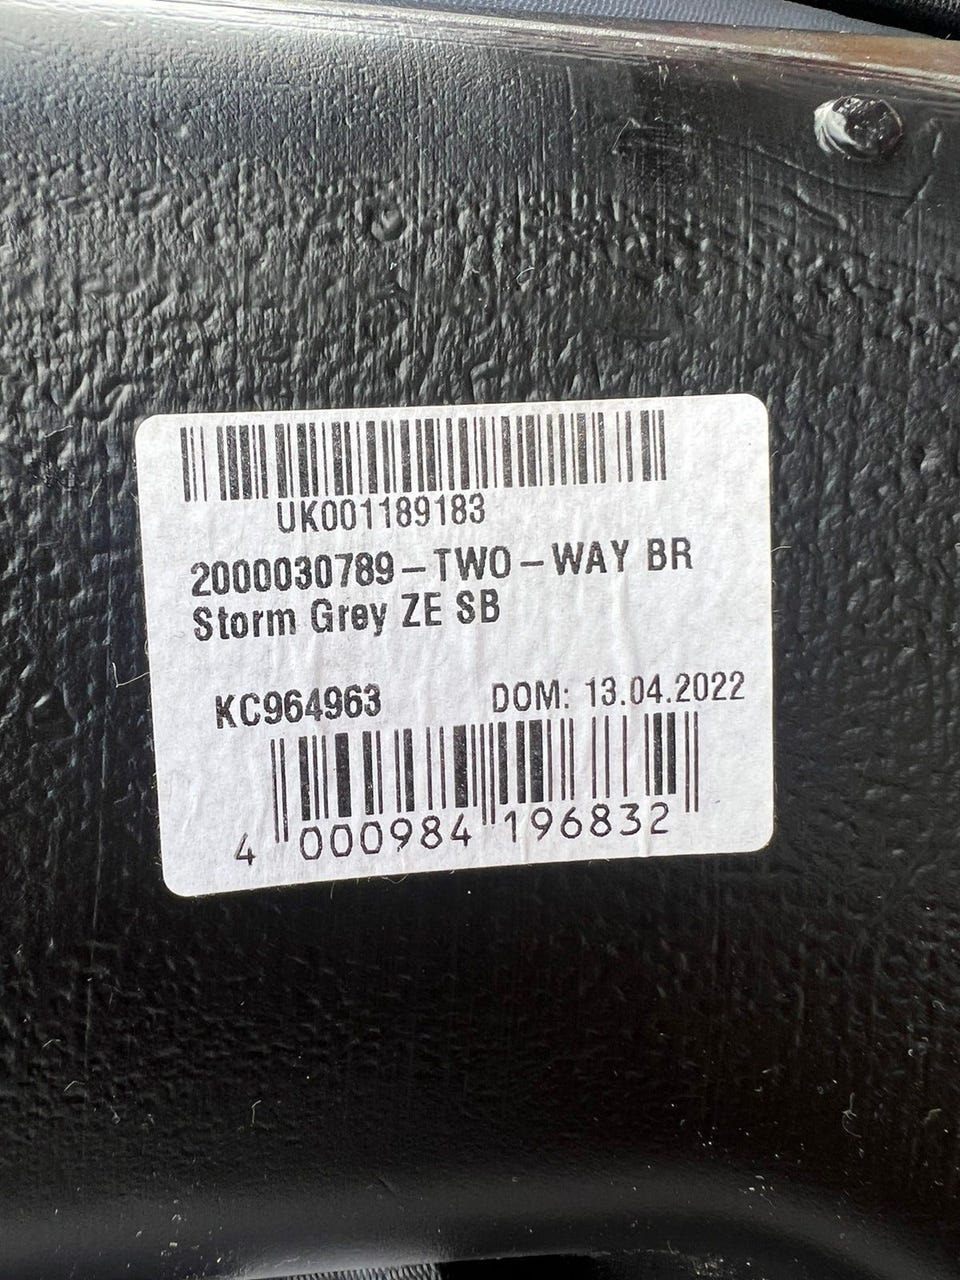 UK001189183
2000030789-TWO-WAY BR
Storm Grey ZE SB
KC964963 DOM: 13.04.2022
4 000984 196832